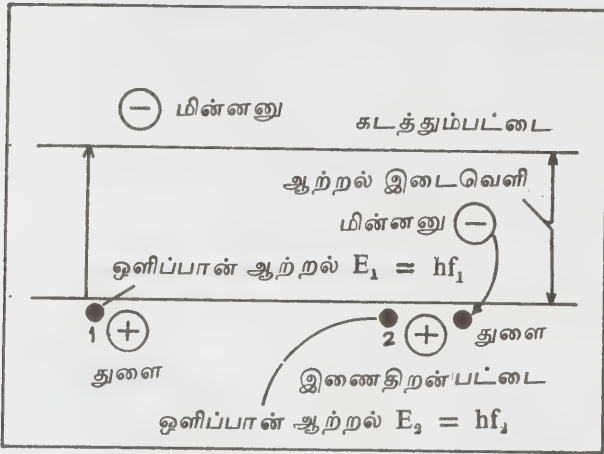 − மின்னனு
கடத்தும்பட்டை
ஆற்றல் இடைவெளி
மின்னனு −
ஒளிப்பான் ஆற்றல் E₁ = hf₁
1 + துளை
2 + துளை
இணைதிறன் பட்டை
ஒளிப்பான் ஆற்றல் E₂ = hf₂